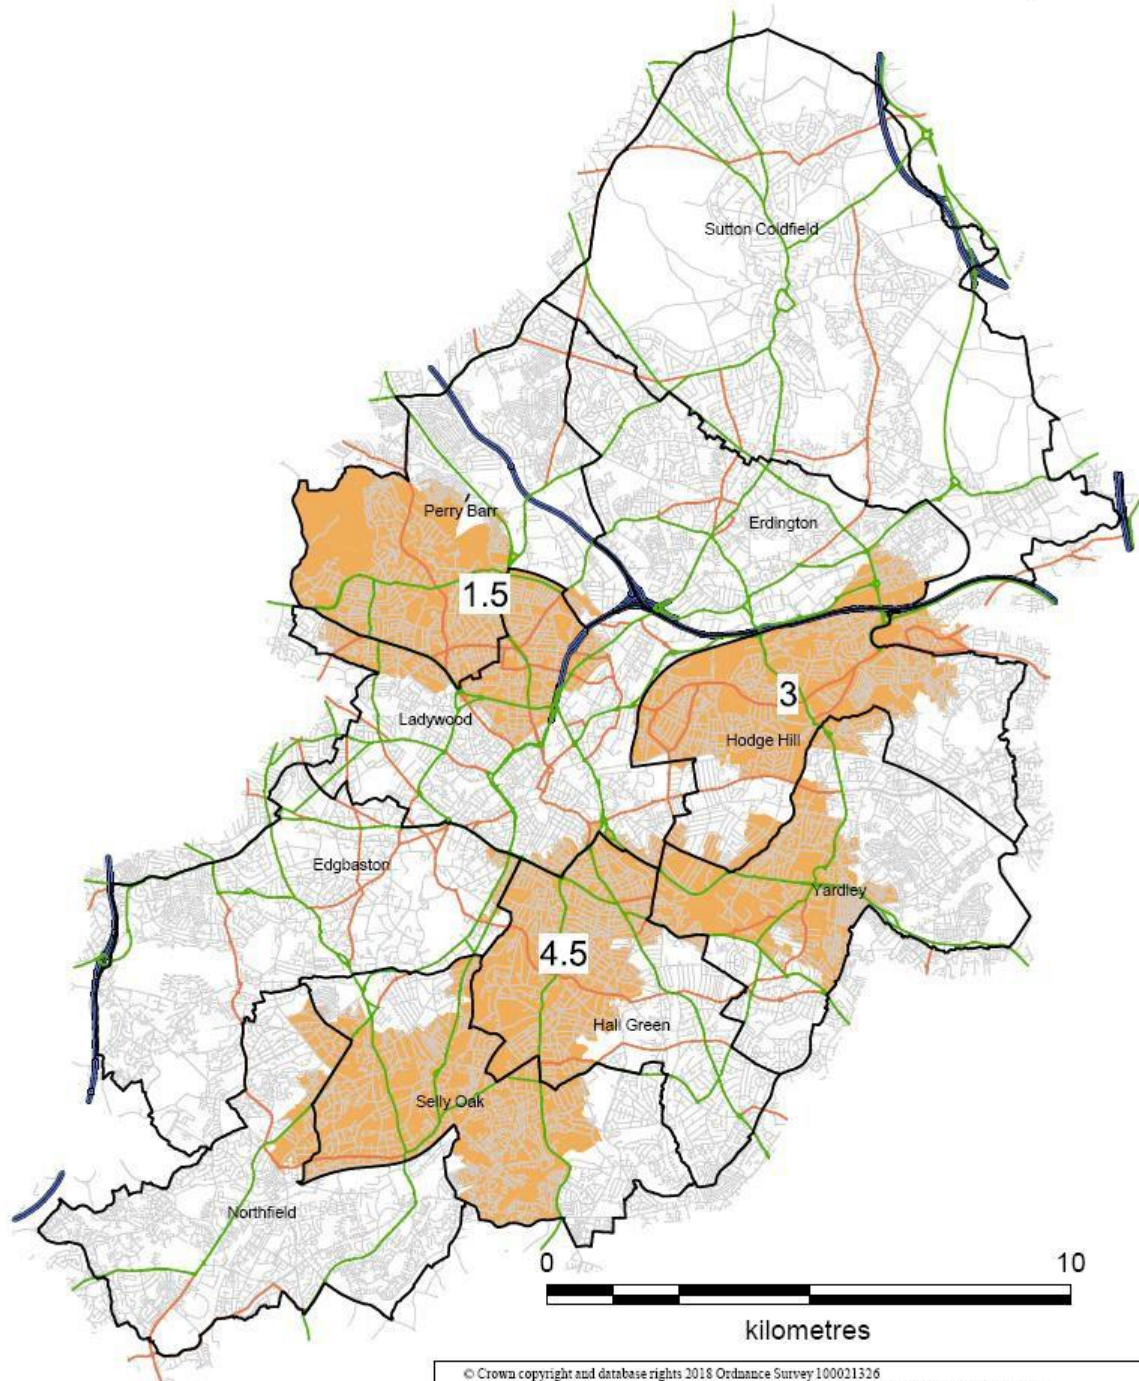 Sutton Coldfield
Perry Barr
Erdington
1.5
3
Ladywood
Hodge Hill
Edgbaston
Yardley
4.5
Hall Green
Selly Oak
Northfield
0 10
kilometres
© Crown copyright and database rights 2018 Ordnance Survey 100021326